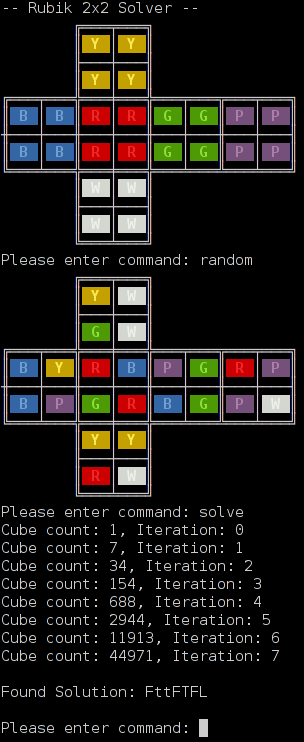 -- Rubik 2x2 Solver --
Y Y
Y Y
B B R R G G P P
B B R R G G P P
W W
W W
Please enter command: random
Y W
G W
B Y R B P G R P
B P G R B G P W
Y Y
R W
Please enter command: solve
Cube count: 1, Iteration: 0
Cube count: 7, Iteration: 1
Cube count: 34, Iteration: 2
Cube count: 154, Iteration: 3
Cube count: 688, Iteration: 4
Cube count: 2944, Iteration: 5
Cube count: 11913, Iteration: 6
Cube count: 44971, Iteration: 7
Found Solution: FttFTFL
Please enter command: